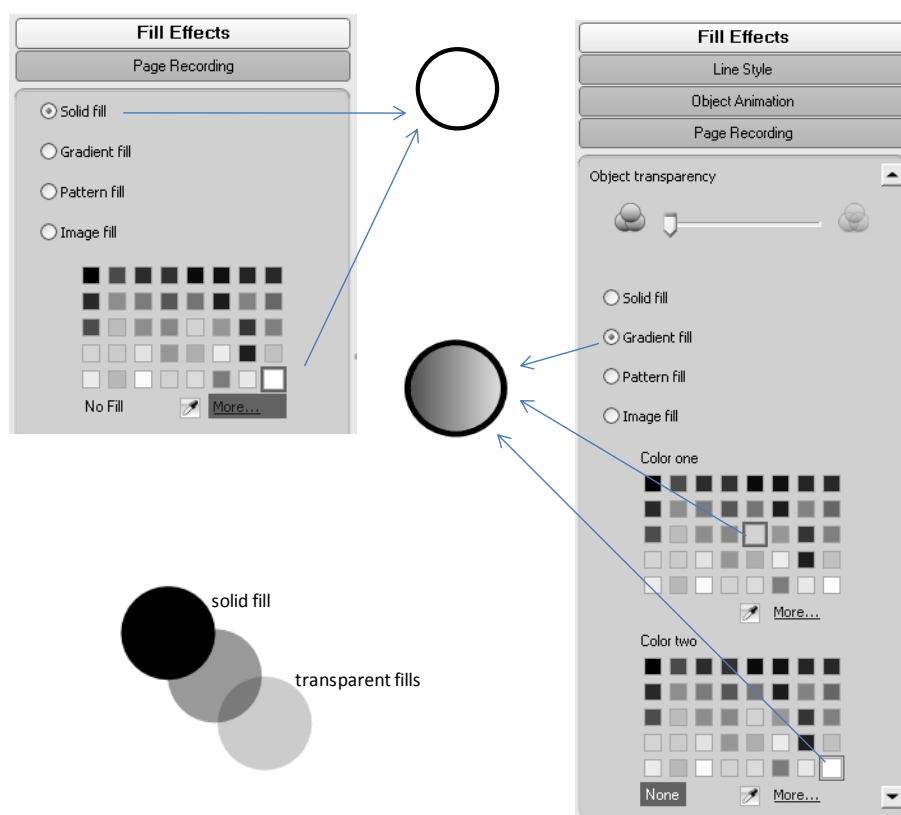 Fill Effects
Page Recording
Solid fill
Gradient fill
Pattern fill
Image fill
No Fill
More...
Fill Effects
Line Style
Object Animation
Page Recording
Object transparency
Solid fill
Gradient fill
Pattern fill
Image fill
Color one
More...
Color two
None
More...
solid fill
transparent fills